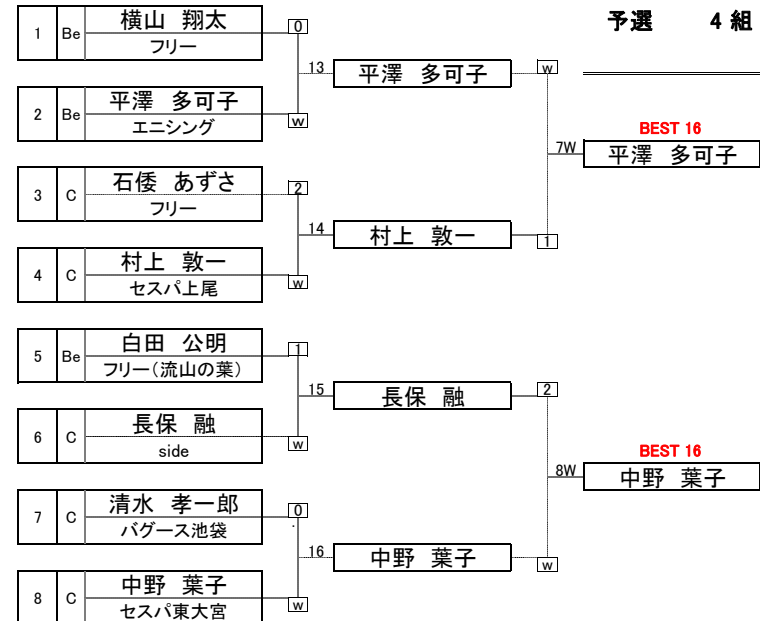 予選 4 組
1 Be 横山 翔太
フリー
0
13
平澤 多可子
w
2 Be 平澤 多可子
エニシング
w
BEST 16
7W
平澤 多可子
3 C 石倭 あずさ
フリー
2
14
村上 敦一
1
4 C 村上 敦一
セスパ上尾
w
5 Be 白田 公明
フリー(流山の葉)
1
15
長保 融
2
6 C 長保 融
side
w
BEST 16
8W
中野 葉子
7 C 清水 孝一郎
バグース池袋
0
16
中野 葉子
w
8 C 中野 葉子
セスパ東大宮
w